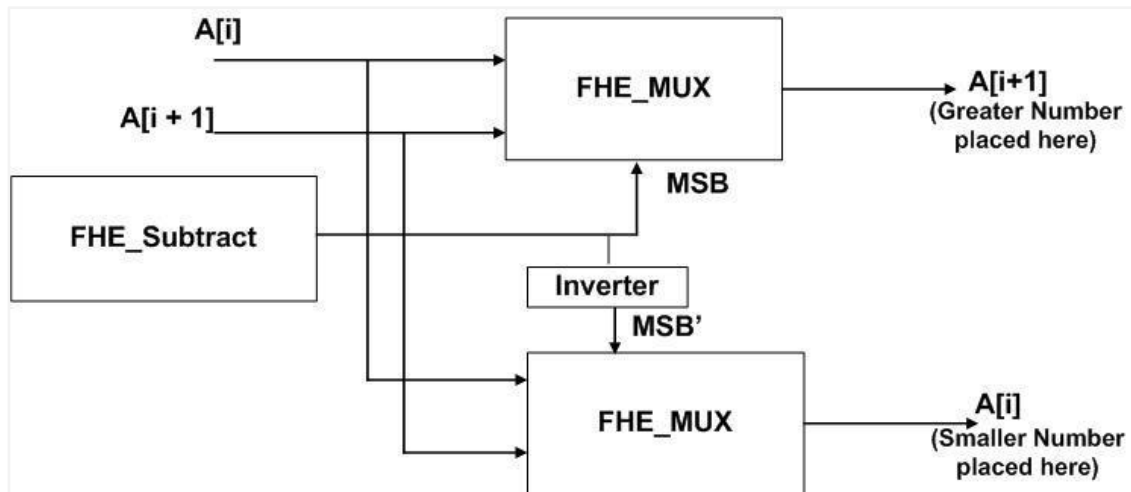 A[i]
FHE_MUX
A[i+1]
(Greater Number
placed here)
A[i + 1]
MSB
FHE_Subtract
Inverter
MSB’
FHE_MUX
A[i]
(Smaller Number
placed here)